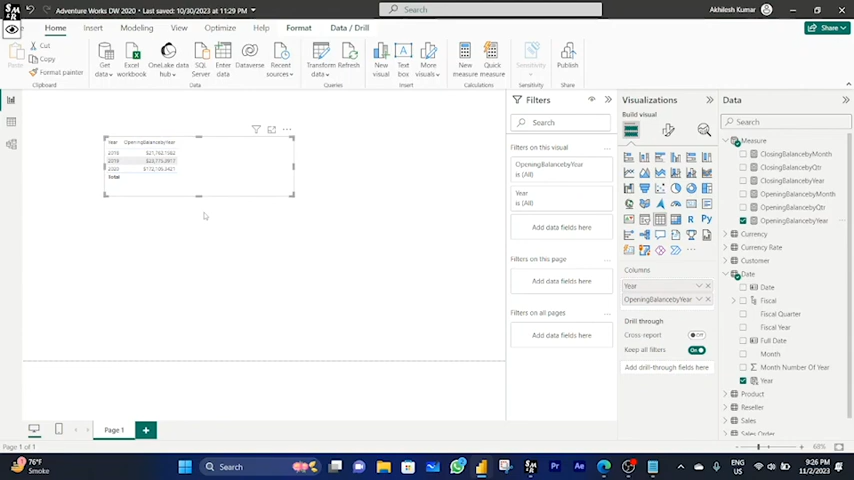 Adventure Works DW 2020 • Last saved: 10/30/2023 at 11:29 PM
Search
Akhilesh Kumar
Home Insert Modeling View Optimize Help Format Data / Drill
Share
Paste
Cut
Copy
Format painter
Get data
Excel workbook
OneLake data hub
SQL Server
Enter data
Dataverse
Recent sources
Transform data
Refresh
New visual
Text box
More visuals
New measure
Quick measure
Sensitivity
Publish
Clipboard Data Queries Insert Calculations Sensitivity Share
Year OpeningBalancebyYear
2020
Total
Filters
Search
Filters on this visual
OpeningBalancebyYear
is (All)
Year
is (All)
Add data fields here
Filters on this page
Add data fields here
Filters on all pages
Add data fields here
Visualizations
Build visual
R Py
Columns
Year
OpeningBalancebyYear
Drill through
Cross-report
Off
Keep all filters
On
Add drill-through fields here
Data
Search
Measure
ClosingBalancebyMonth
ClosingBalancebyQtr
ClosingBalancebyYear
OpeningBalancebyMonth
OpeningBalancebyQtr
OpeningBalancebyYear
Currency
Currency Rate
Customer
Date
Date
Fiscal
Fiscal Quarter
Fiscal Year
Full Date
Month
Month Number Of Year
Year
Product
Reseller
Sales
Sales Order
Page 1
Page 1 of 1
68%
76°F
Smoke
Search
ENG
US
9:26 PM
11/2/2023